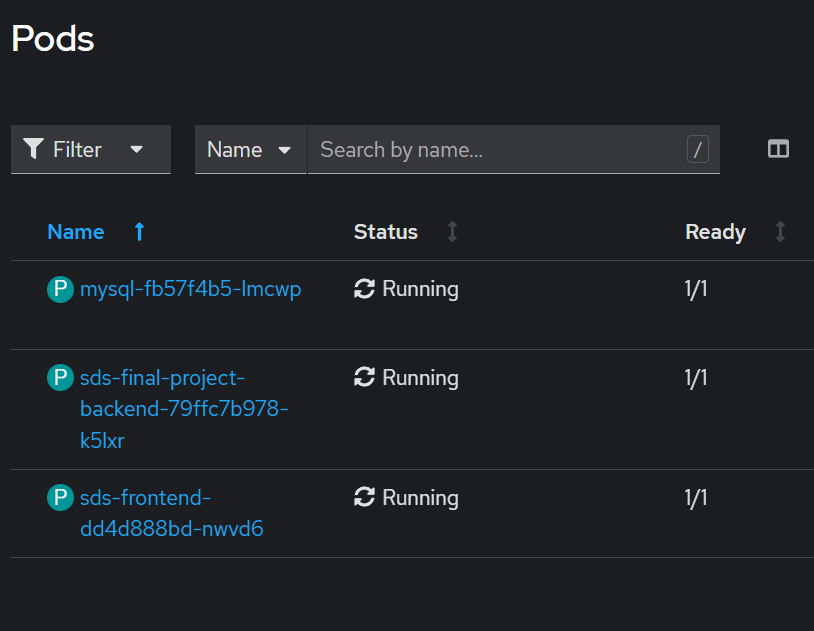 Pods
Filter
Name
Search by name...
/
Name
Status
Ready
P mysql-fb57f4b5-lmcwp
Running
1/1
P sds-final-project-
backend-79ffc7b978-
k5lxr
Running
1/1
P sds-frontend-
dd4d888bd-nwvd6
Running
1/1